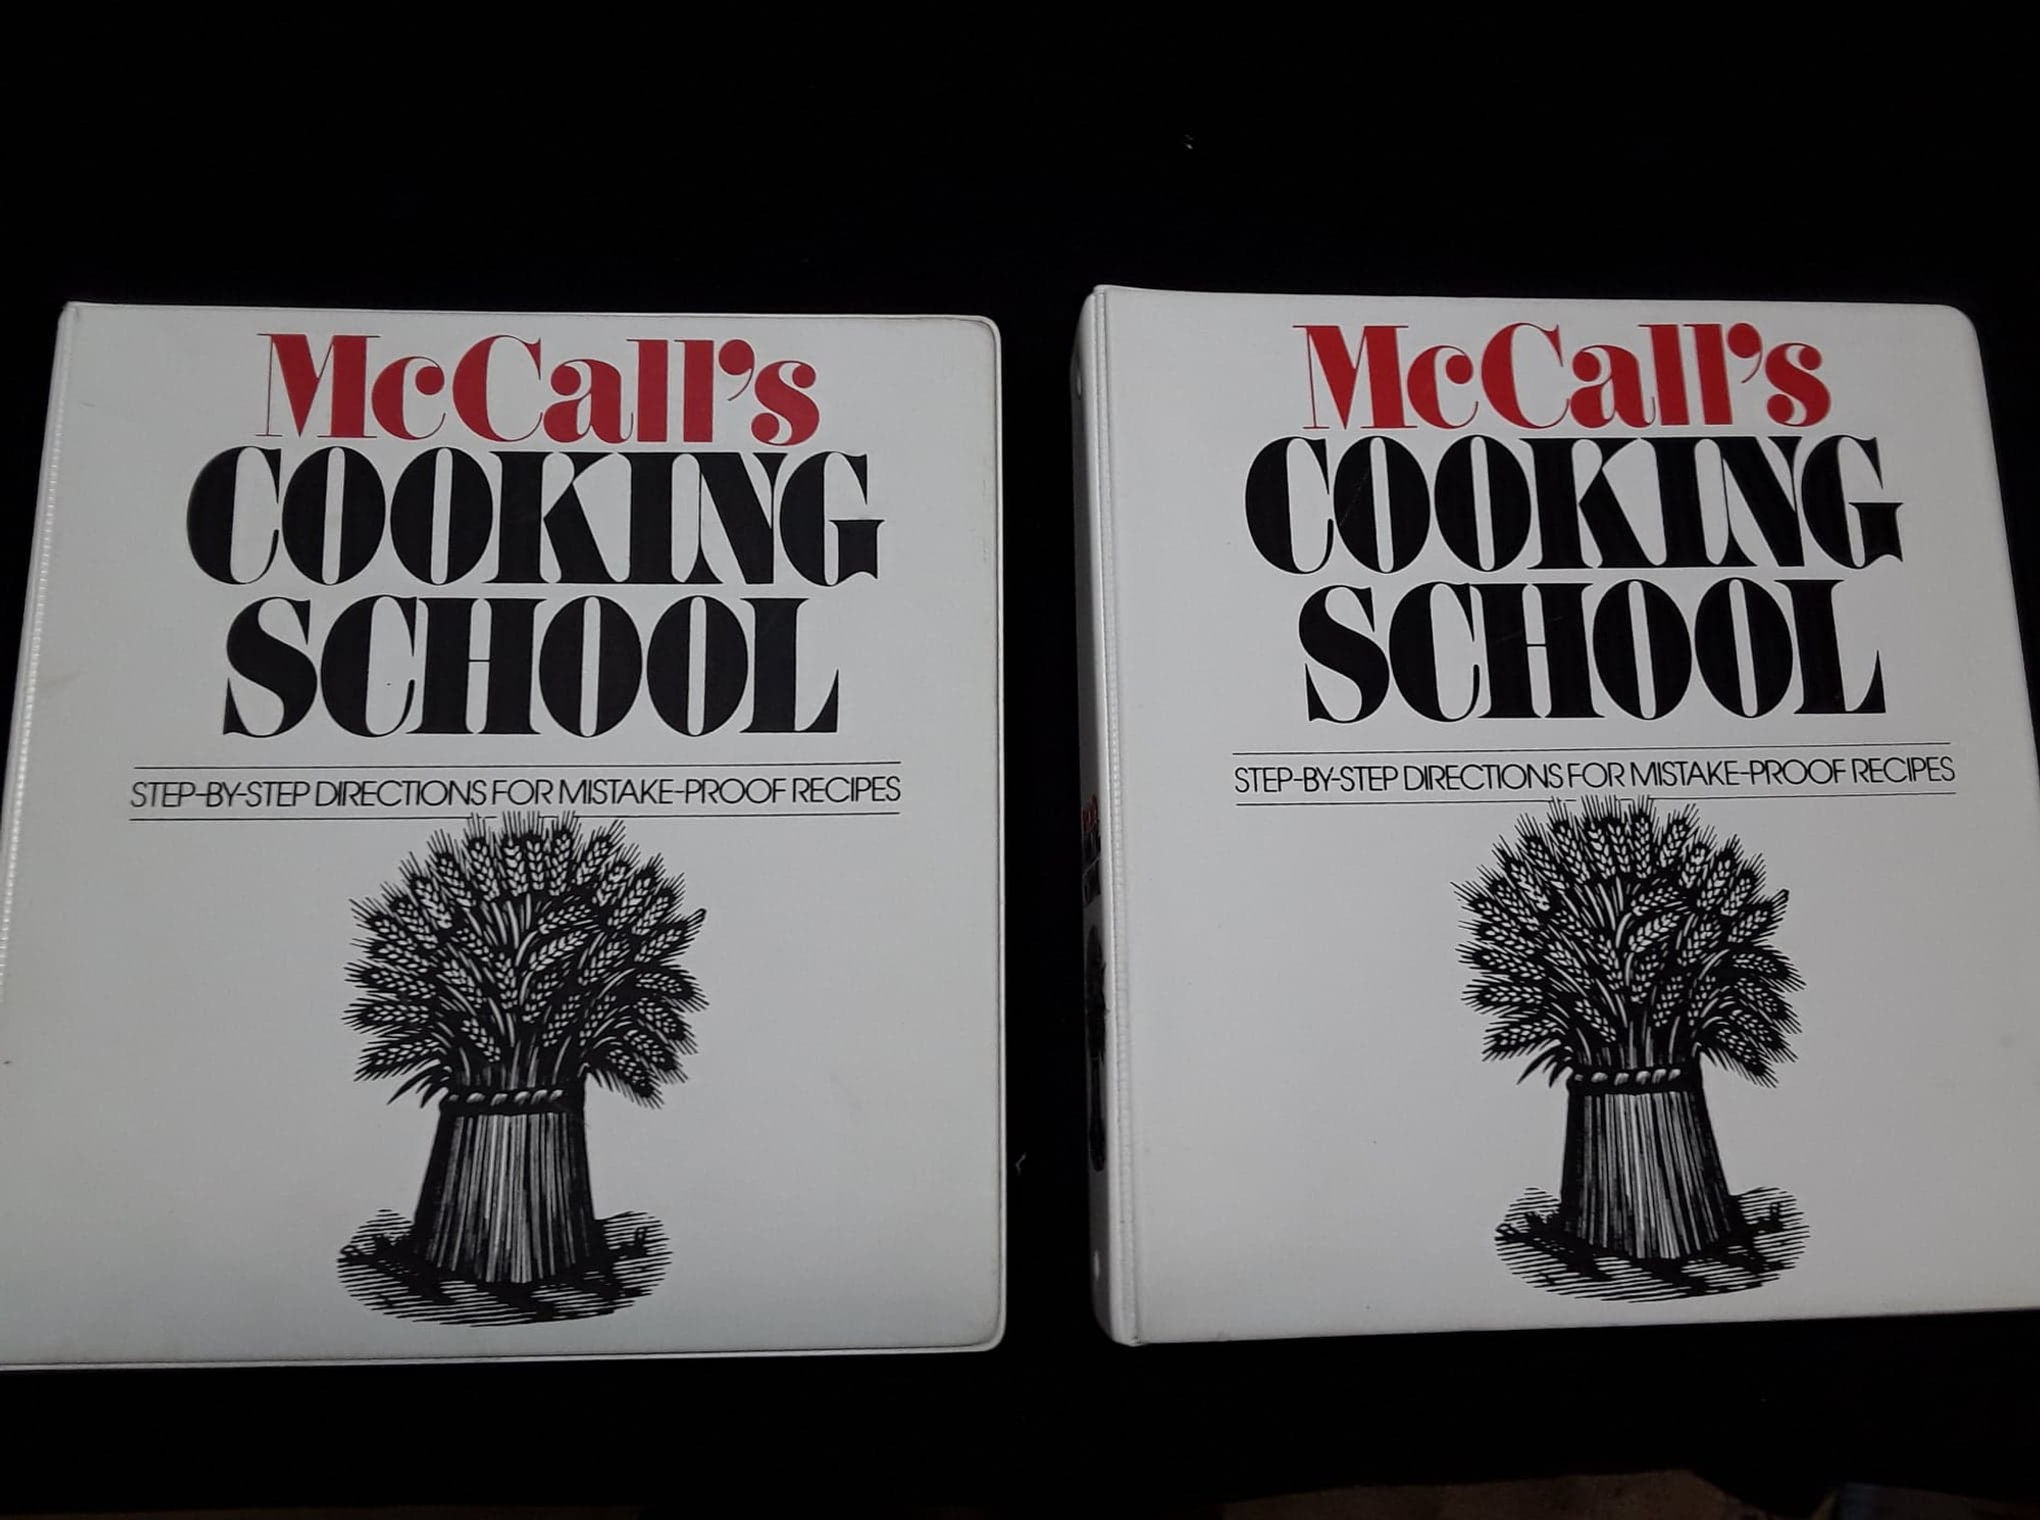 McCall's
COOKING
SCHOOL
STEP-BY-STEP DIRECTIONS FOR MISTAKE-PROOF RECIPES
McCall's
COOKING
SCHOOL
STEP-BY-STEP DIRECTIONS FOR MISTAKE-PROOF RECIPES